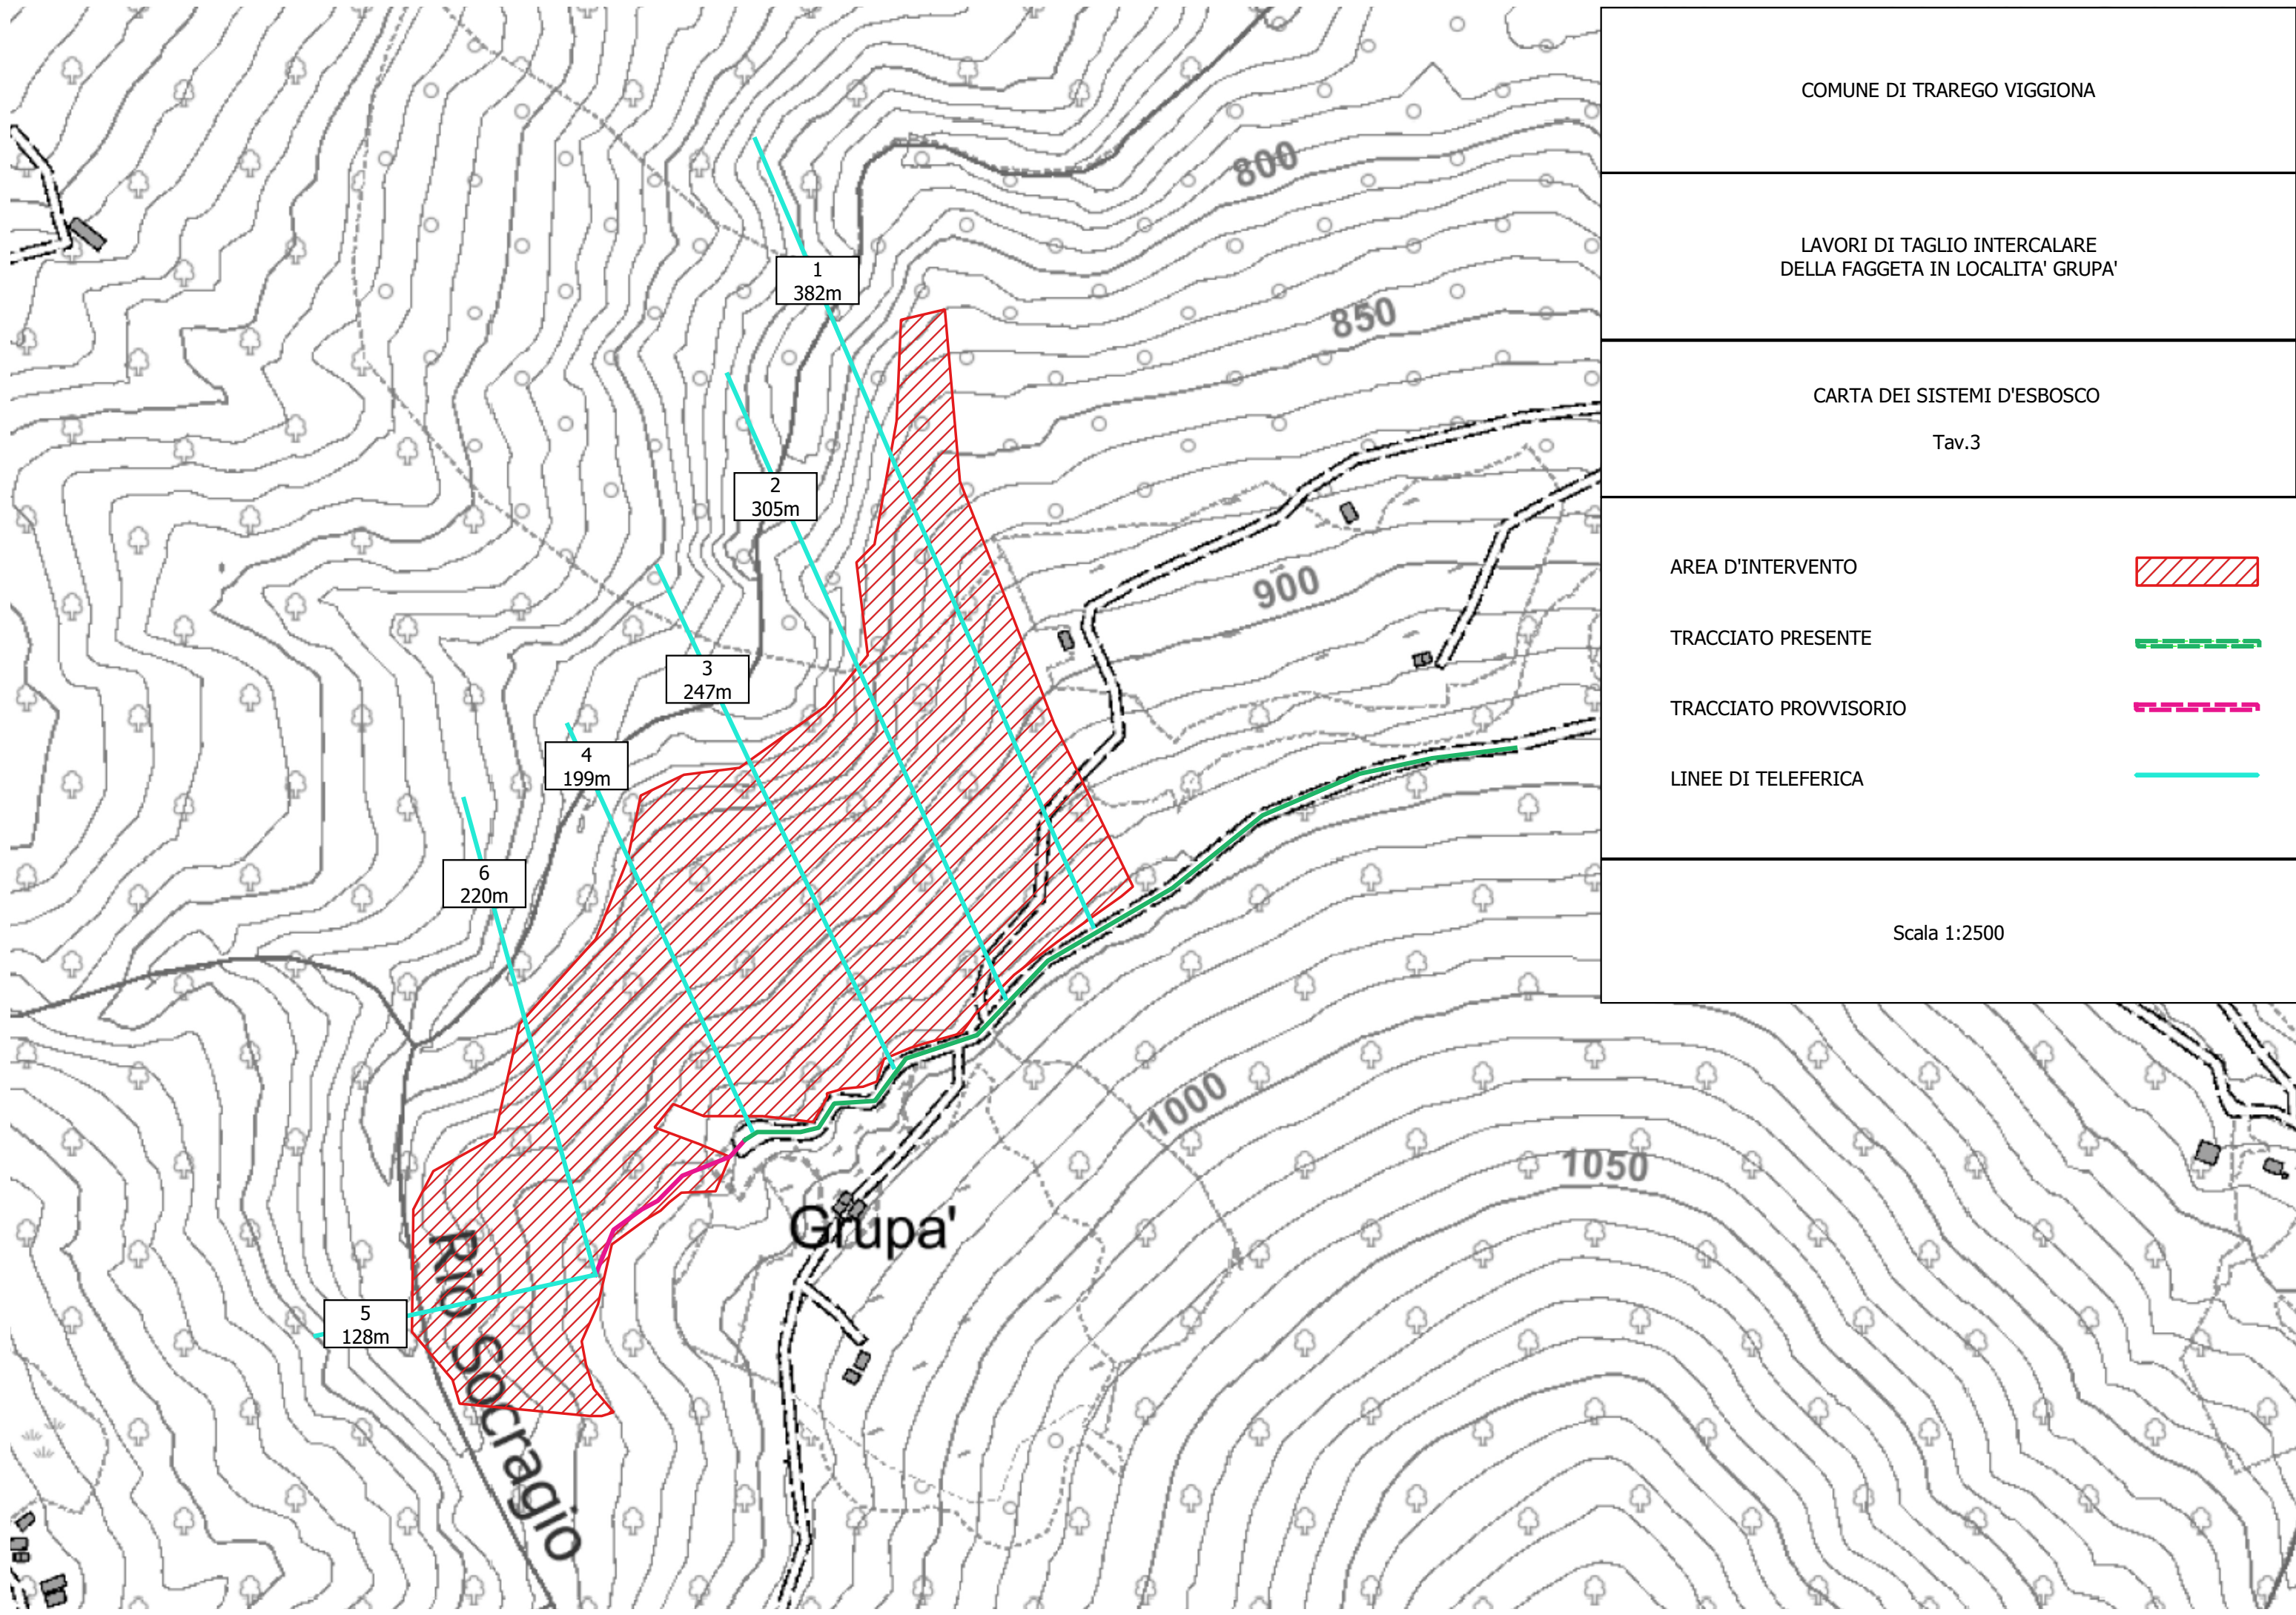 COMUNE DI TRAREGO VIGGIONA
LAVORI DI TAGLIO INTERCALARE
DELLA FAGGETA IN LOCALITA' GRUPA'
CARTA DEI SISTEMI D'ESBOSCO
Tav.3
AREA D'INTERVENTO
TRACCIATO PRESENTE
TRACCIATO PROVVISORIO
LINEE DI TELEFERICA
Scala 1:2500
800
850
900
1000
1050
1
382m
2
305m
3
247m
4
199m
6
220m
5
128m
Grupa'
Rio Socragio